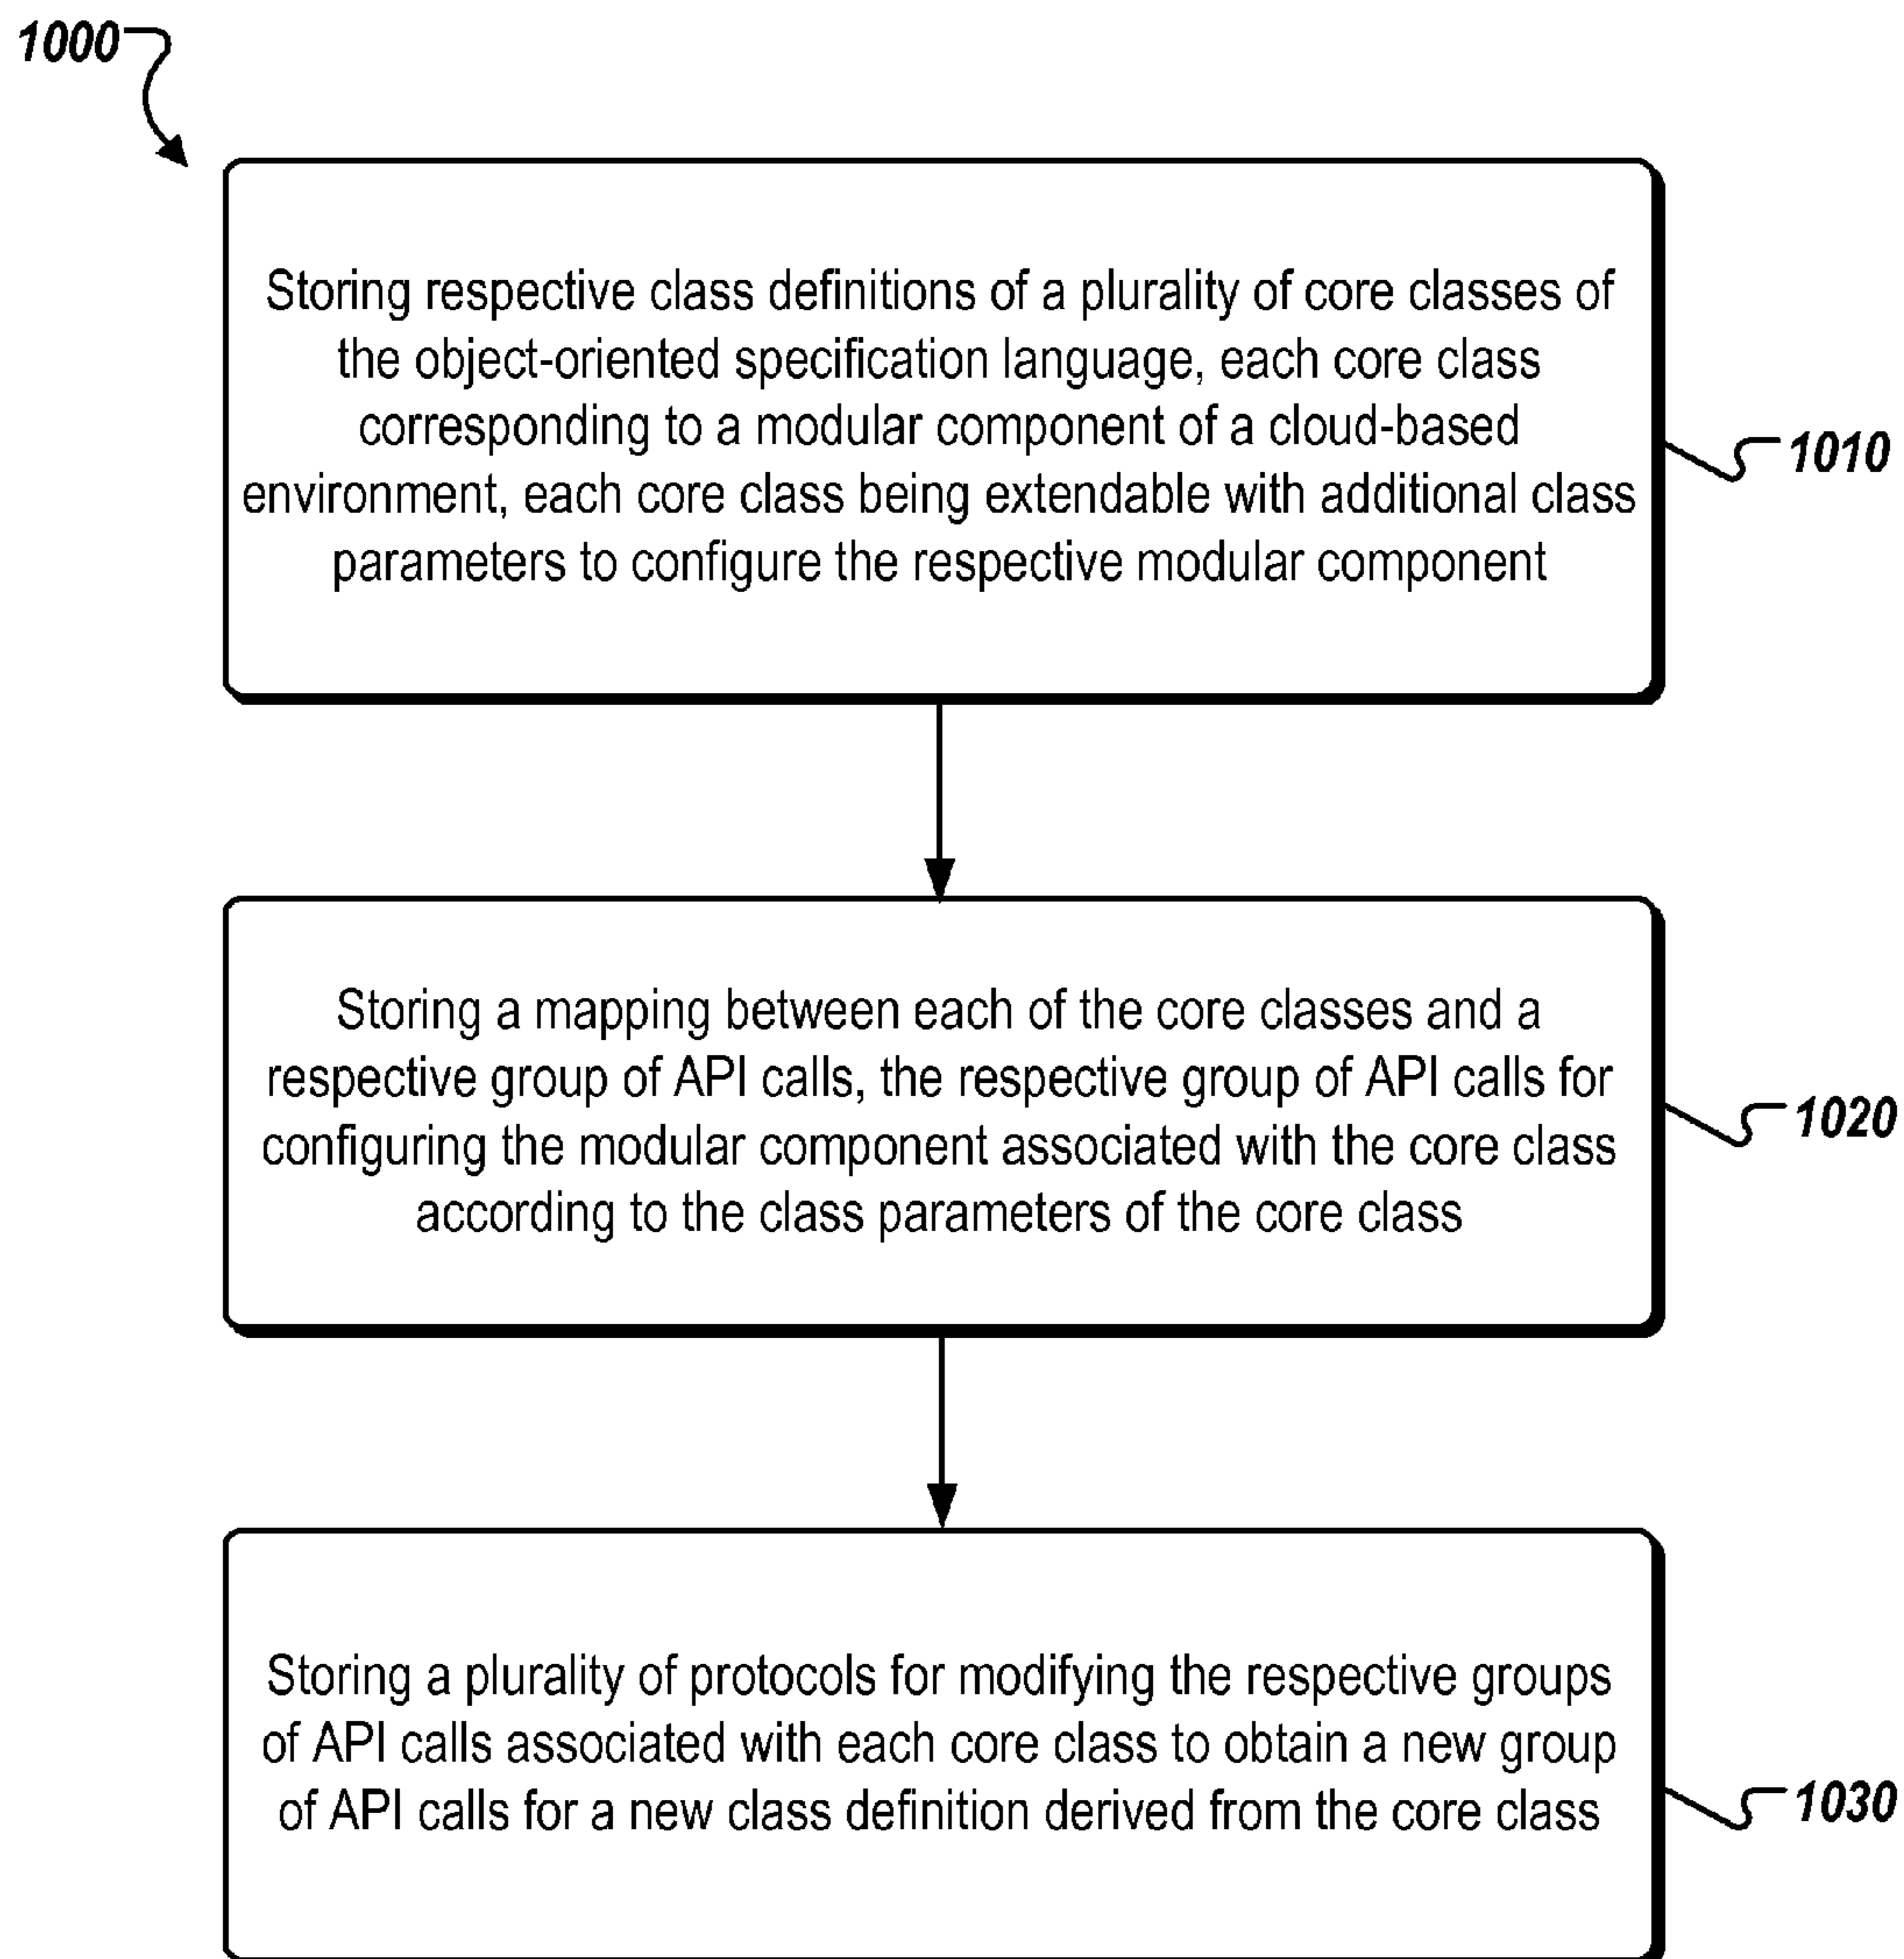 1000
Storing respective class definitions of a plurality of core classes of
the object-oriented specification language, each core class
corresponding to a modular component of a cloud-based
environment, each core class being extendable with additional class
parameters to configure the respective modular component
1010
Storing a mapping between each of the core classes and a
respective group of API calls, the respective group of API calls for
configuring the modular component associated with the core class
according to the class parameters of the core class
1020
Storing a plurality of protocols for modifying the respective groups
of API calls associated with each core class to obtain a new group
of API calls for a new class definition derived from the core class
1030